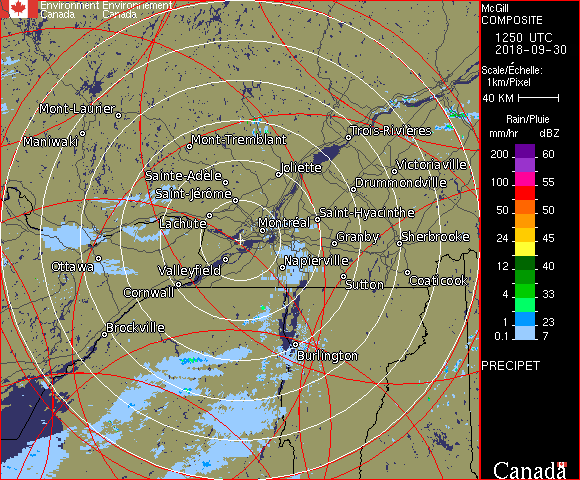 Environment Environnement
Canada Canada
McGill
COMPOSITE
1250 UTC
2018-09-30
Scale/Échelle:
1km/Pixel
40 KM
Rain/Pluie
mm/hr dBZ
200 60
100 55
50 50
24 45
12 40
4 33
1 23
0.1 7
PRECIPET
Canada
Mont-Laurier
Maniwaki
Mont-Tremblant
Trois-Rivières
Sainte-Adèle
Joliette
Victoriaville
Saint-Jérôme
Drummondville
Lachute
Montréal
Saint-Hyacinthe
Granby
Sherbrooke
Ottawa
Valleyfield
Napierville
Cornwall
Sutton
Coaticook
Brockville
Burlington